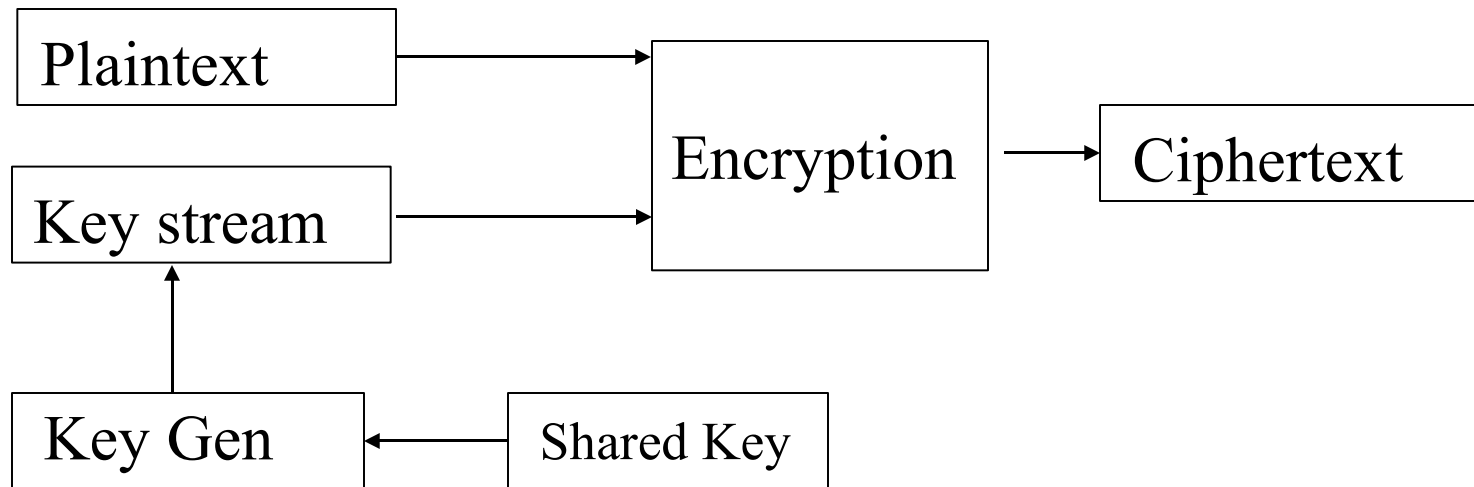 Plaintext
Encryption
Ciphertext
Key stream
Key Gen
Shared Key